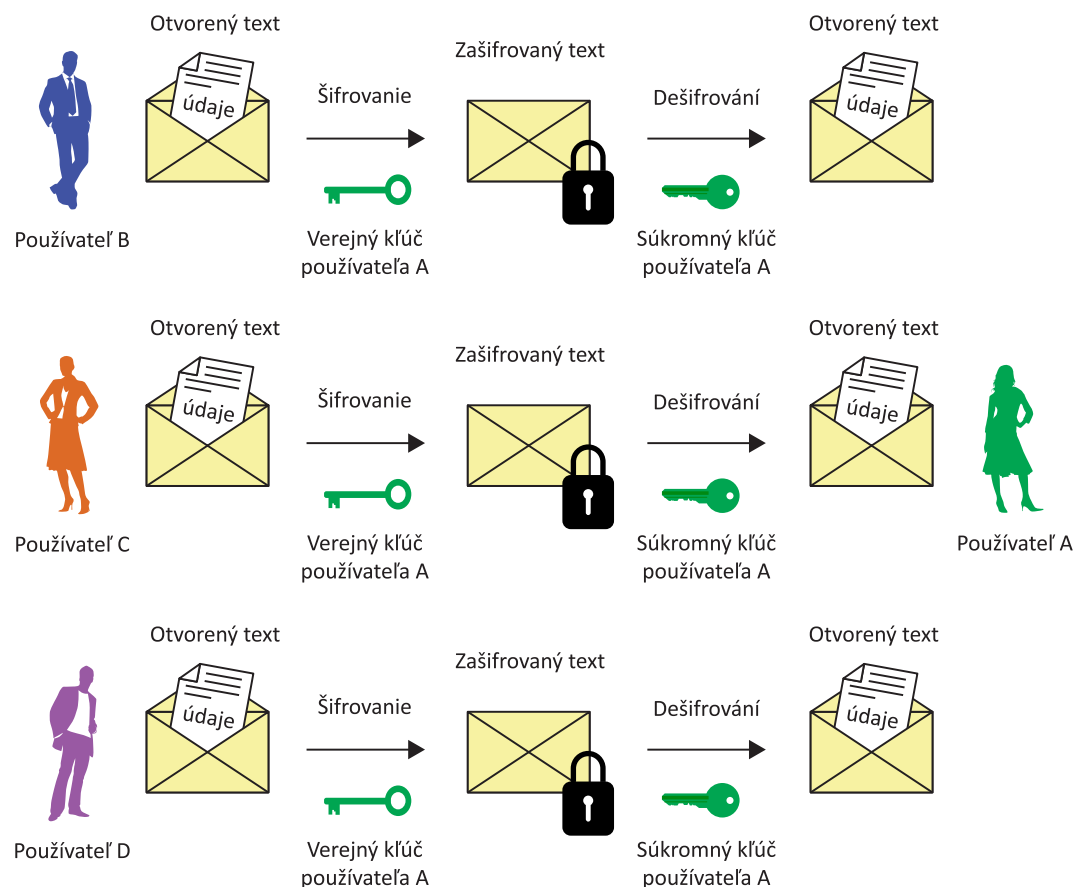 Otvorený text
Zašifrovaný text
Otvorený text
údaje
Šifrovanie
Dešifrování
údaje
Používateľ B
Verejný kľúč
používateľa A
Súkromný kľúč
používateľa A
Otvorený text
Zašifrovaný text
Otvorený text
údaje
Šifrovanie
Dešifrování
údaje
Používateľ C
Verejný kľúč
používateľa A
Súkromný kľúč
používateľa A
Používateľ A
Otvorený text
Zašifrovaný text
Otvorený text
údaje
Šifrovanie
Dešifrování
údaje
Používateľ D
Verejný kľúč
používateľa A
Súkromný kľúč
používateľa A